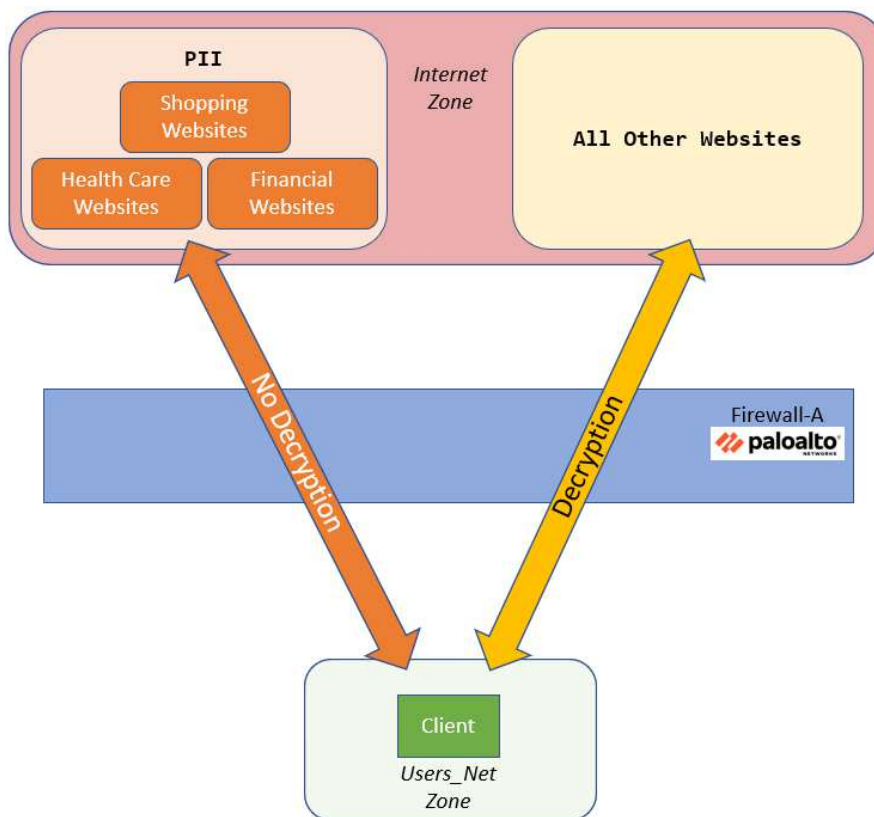 PII
Shopping
Websites
Health Care
Websites
Financial
Websites
Internet
Zone
All Other Websites
No Decryption
Decryption
Firewall-A
paloalto
NETWORKS
Client
Users_Net
Zone